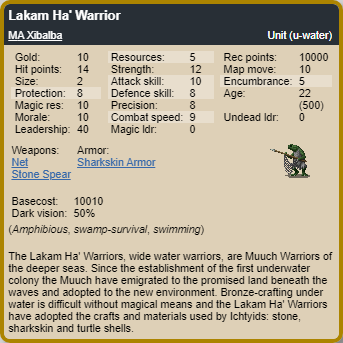 Lakam Ha' Warrior
MA Xibalba Unit (u-water)
Gold: 10 Resources: 5 Rec points: 10000
Hit points: 14 Strength: 12 Map move: 10
Size: 2 Attack skill: 10 Encumbrance: 5
Protection: 8 Defence skill: 8 Age: 22
Magic res: 10 Precision: 8 (500)
Morale: 10 Combat speed: 9 Undead ldr: 0
Leadership: 40 Magic ldr: 0
Weapons: Armor:
Net Sharkskin Armor
Stone Spear
Basecost: 10010
Dark vision: 50%
(Amphibious, swamp-survival, swimming)
The Lakam Ha' Warriors, wide water warriors, are Muuch Warriors of
the deeper seas. Since the establishment of the first underwater
colony the Muuch have emigrated to the promised land beneath the
waves and adopted to the new environment. Bronze-crafting under
water is difficult without magical means and the Lakam Ha' Warriors
have adopted the crafts and materials used by Ichtyids: stone,
sharkskin and turtle shells.